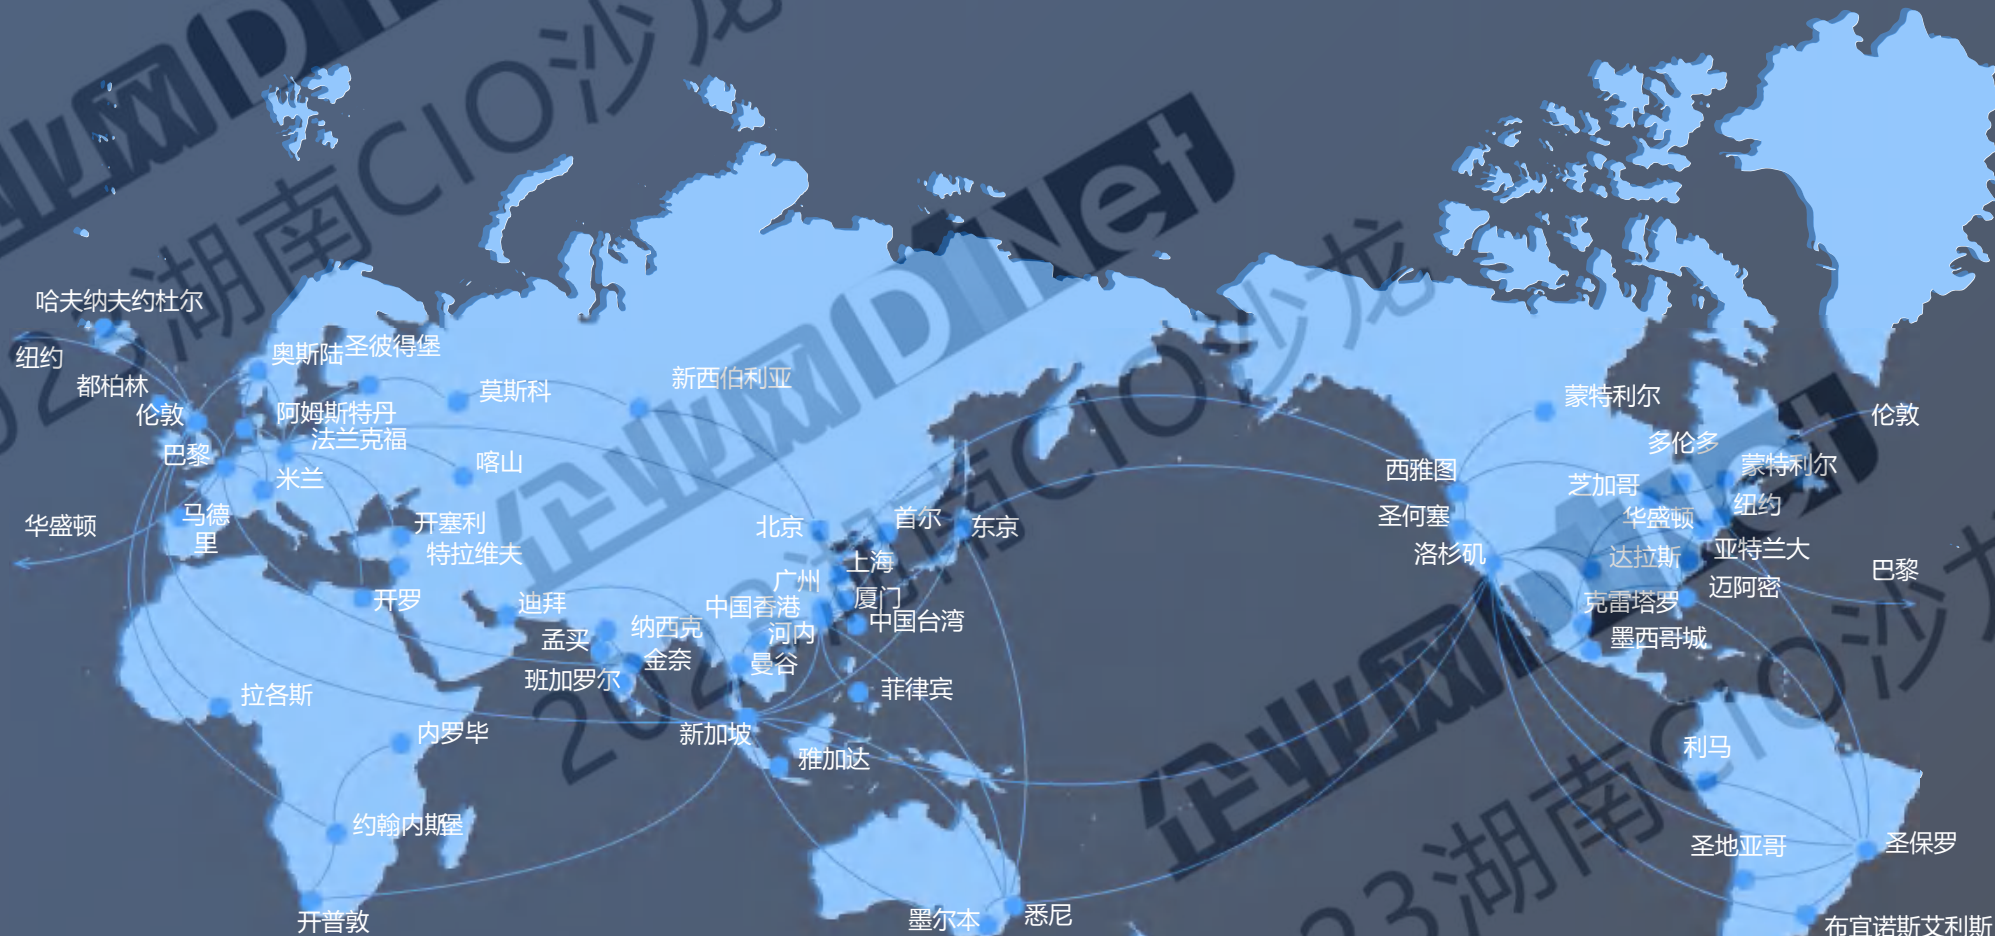 哈夫纳夫约杜尔
圣彼得堡
奥斯陆
纽约
都柏林
伦敦
莫斯科
新西伯利亚
阿姆斯特丹
法兰克福
巴黎
喀山
米兰
马德
里
华盛顿
开塞利
特拉维夫
开罗
迪拜
北京
首尔
东京
上海
广州
厦门
中国香港
中国台湾
河内
孟买
纳西克
金奈
曼谷
班加罗尔
菲律宾
拉各斯
内罗毕
新加坡
雅加达
约翰内斯堡
开普敦
墨尔本
悉尼
蒙特利尔
伦敦
多伦多
西雅图
芝加哥
蒙特利尔
纽约
圣何塞
华盛顿
洛杉矶
达拉斯
亚特兰大
巴黎
迈阿密
克雷塔罗
墨西哥城
利马
圣地亚哥
圣保罗
布宜诺斯艾利斯
企业网D1Net
2023湖南CIO沙龙